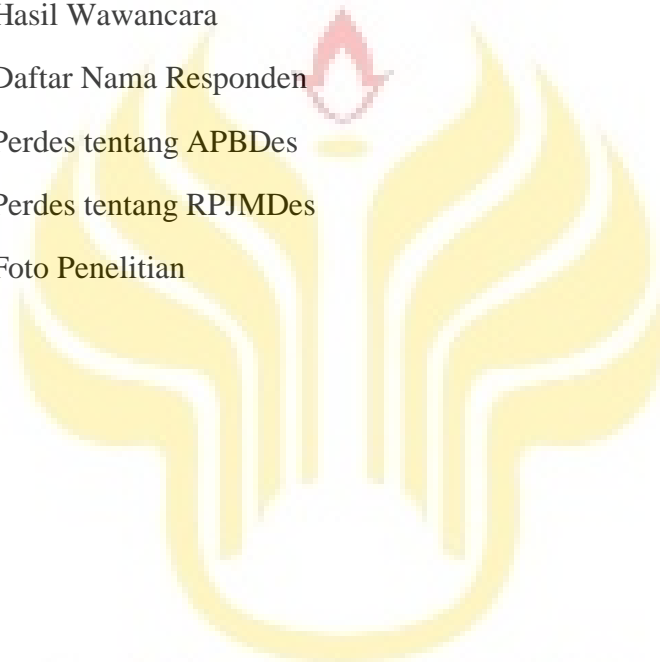 Hasil Wawancara
Daftar Nama Responden
Perdes tentang APBDes
Perdes tentang RPJMDes
Foto Penelitian